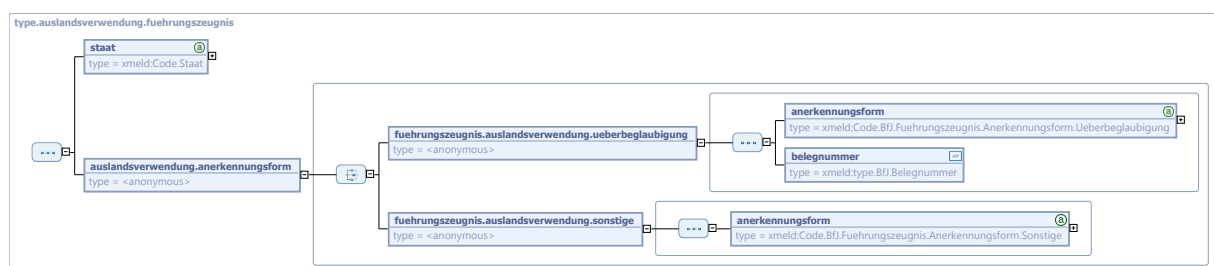 type.auslandsverwendung.fuehrungszeugnis
staat
a
type = xmeld:Code.Staat
auslandsverwendung.anerkennungsform
type = <anonymous>
fuehrungszeugnis.auslandsverwendung.ueberbeglaubigung
type = <anonymous>
anerkennungsform
a
type = xmeld:Code.BfJ.Fuehrungszeugnis.Anerkennungsform.Ueberbeglaubigung
belegnummer
type = xmeld:type.BfJ.Belegnummer
fuehrungszeugnis.auslandsverwendung.sonstige
type = <anonymous>
anerkennungsform
a
type = xmeld:Code.BfJ.Fuehrungszeugnis.Anerkennungsform.Sonstige